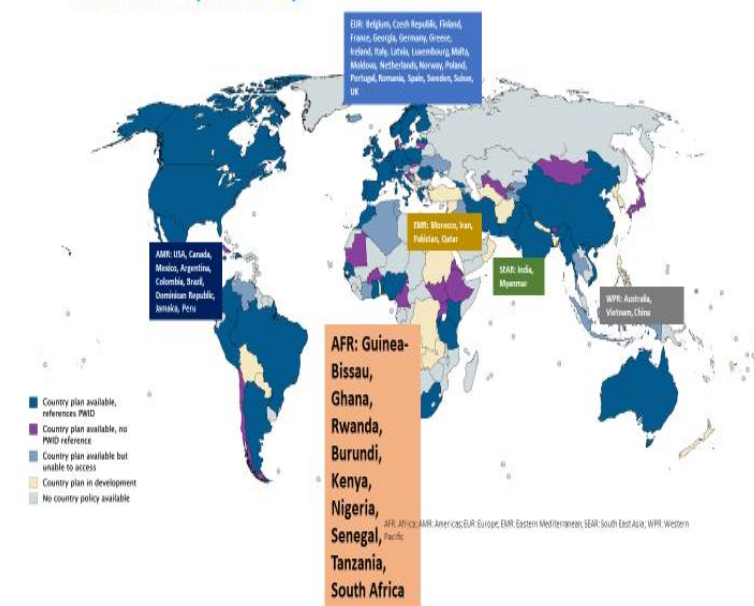 EUR: Belgium, Czech Republic, Finland,
France, Georgia, Germany, Greece,
Ireland, Italy, Latvia, Luxembourg, Malta,
Moldova, Netherlands, Norway, Poland,
Portugal, Romania, Spain, Sweden, Suisse,
UK
EMR: Morocco, Iran,
Pakistan, Qatar
AMR: USA, Canada,
Mexico, Argentina,
Colombia, Brazil,
Dominican Republic,
Jamaica, Peru
SEAR: India,
Myanmar
WPR: Australia,
Vietnam, China
AFR: Guinea-
Bissau,
Ghana,
Rwanda,
Burundi,
Kenya,
Nigeria,
Senegal,
Tanzania,
South Africa
Country plan available,
references PWID
Country plan available, no
PWID reference
Country plan available but
unable to access
Country plan in development
No country policy available
AFR: Africa; AMR: Americas; EUR: Europe, EMR: Eastern Mediterranean; SEAR: South East Asia; WPR: Western
Pacific